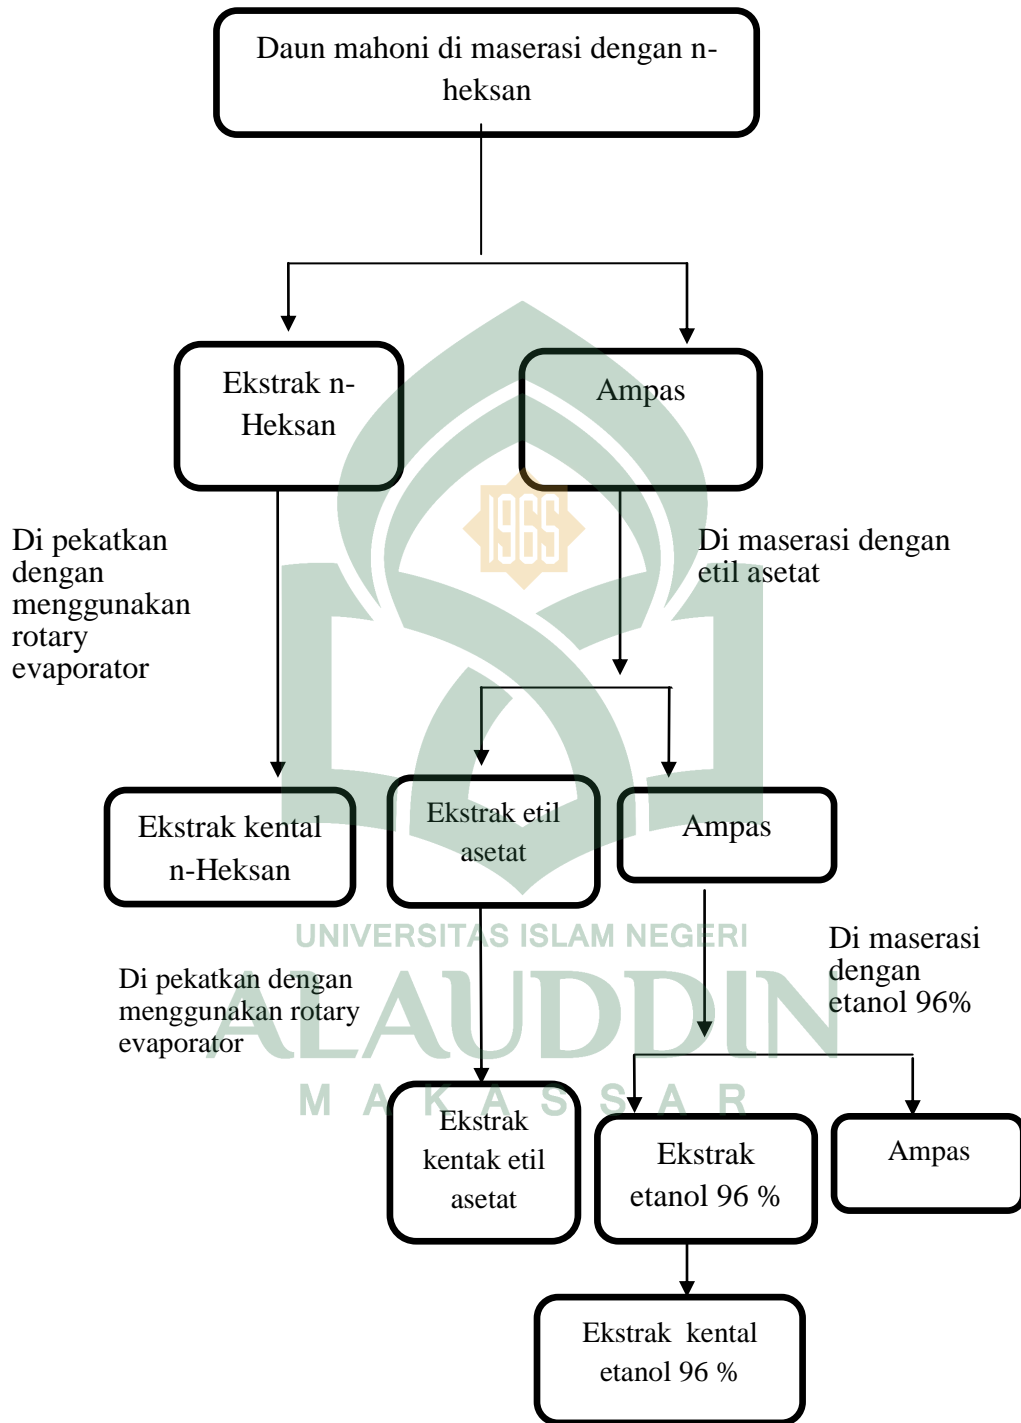 Daun mahoni di maserasi dengan n-
heksan
Ekstrak n-
Heksan
Ampas
1965
Di pekatkan
dengan
menggunakan
rotary
evaporator
Di maserasi dengan
etil asetat
Ekstrak kental
n-Heksan
Ekstrak etil
asetat
Ampas
UNIVERSITAS ISLAM NEGERI
ALAUDDIN
MAKASSAR
Di pekatkan dengan
menggunakan rotary
evaporator
Di maserasi
dengan
etanol 96%
Ekstrak
kentak etil
asetat
Ekstrak
etanol 96 %
Ampas
Ekstrak kental
etanol 96 %